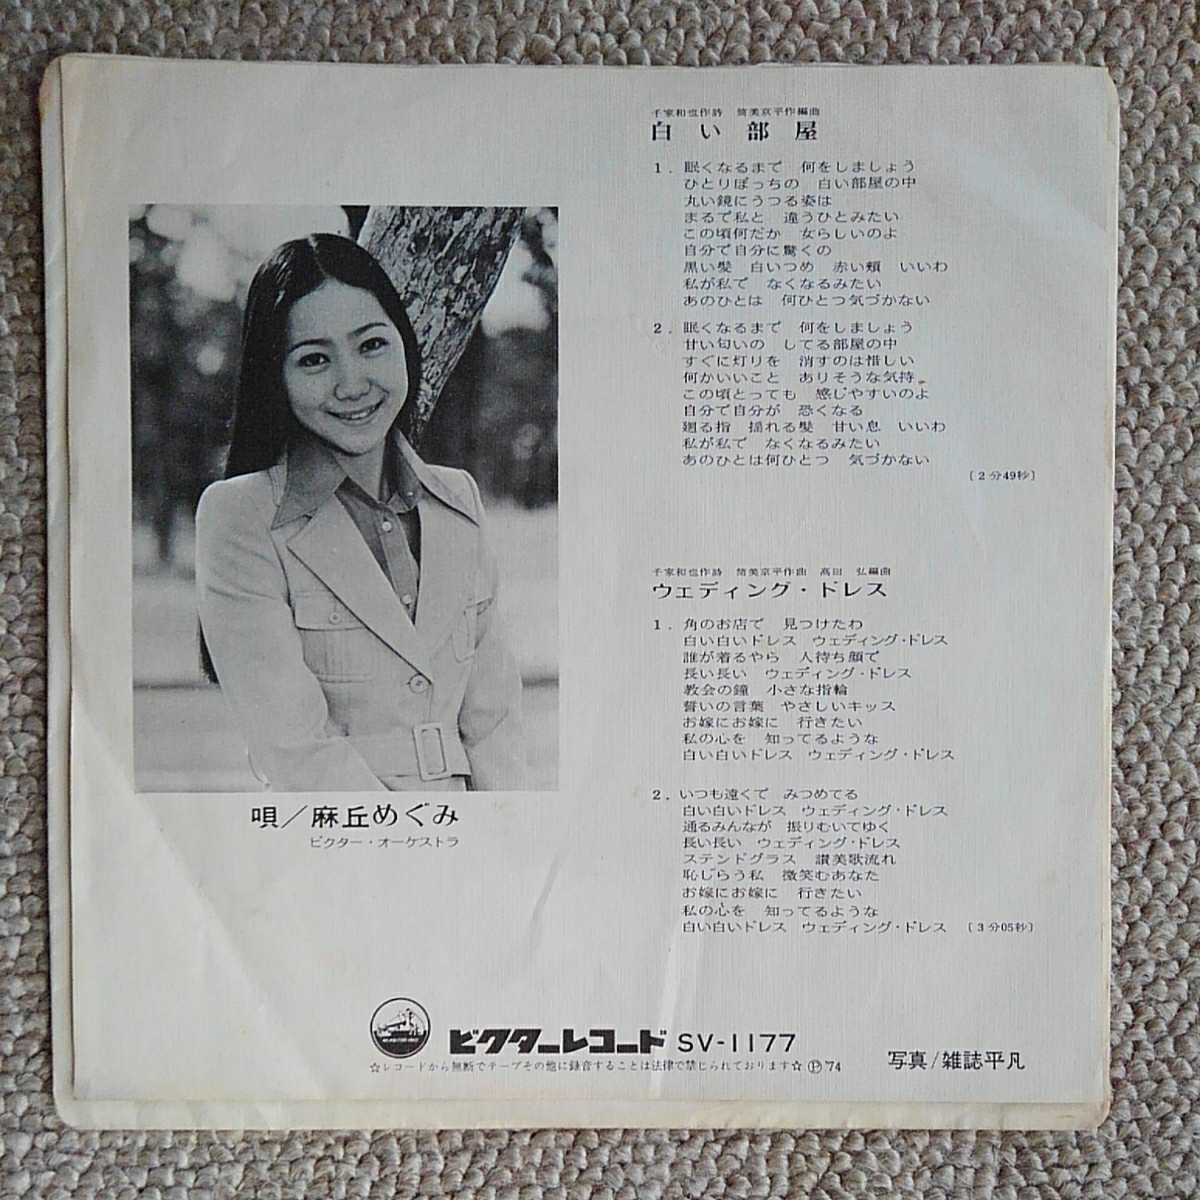 千家和也作詩　筒美京平作編曲
白い部屋
1．眠くなるまで　何をしましょう
ひとりぼっちの　白い部屋の中
丸い鏡にうつる姿は
まるで私と　違うひとみたい
この頃何だか　女らしいのよ
自分で自分に驚くの
黒い髪　白いつめ　赤い頬　いいわ
私が私で　なくなるみたい
あのひとは　何ひとつ気づかない
2．眠くなるまで　何をしましょう
甘い匂いの　してる部屋の中
すぐに灯りを　消すのは惜しい
何かいいこと　ありそうな気持
この頃とっても　感じやすいのよ
自分で自分が　恐くなる
廻る指　揺れる髪　甘い息　いいわ
私が私で　なくなるみたい
あのひとは何ひとつ　気づかない
〔2分49秒〕
千家和也作詩　筒美京平作曲　高田　弘編曲
ウェディング・ドレス
1．角のお店で　見つけたわ
白い白いドレス　ウェディング・ドレス
誰が着るやら　人待ち顔で
長い長い　ウェディング・ドレス
教会の鐘　小さな指輪
誓いの言葉　やさしいキッス
お嫁にお嫁に　行きたい
私の心を　知ってるような
白い白いドレス　ウェディング・ドレス
2．いつも遠くで　みつめてる
白い白いドレス　ウェディング・ドレス
通るみんなが　振りむいてゆく
長い長い　ウェディング・ドレス
ステンドグラス　讃美歌流れ
恥じらう私　微笑むあなた
お嫁にお嫁に　行きたい
私の心を　知ってるような
白い白いドレス　ウェディング・ドレス　〔3分05秒〕
唄／麻丘めぐみ
ビクター・オーケストラ
ビクターレコード SV-1177
☆レコードから無断でテープその他に録音することは法律で禁じられております☆Ⓟ'74
写真/雑誌平凡